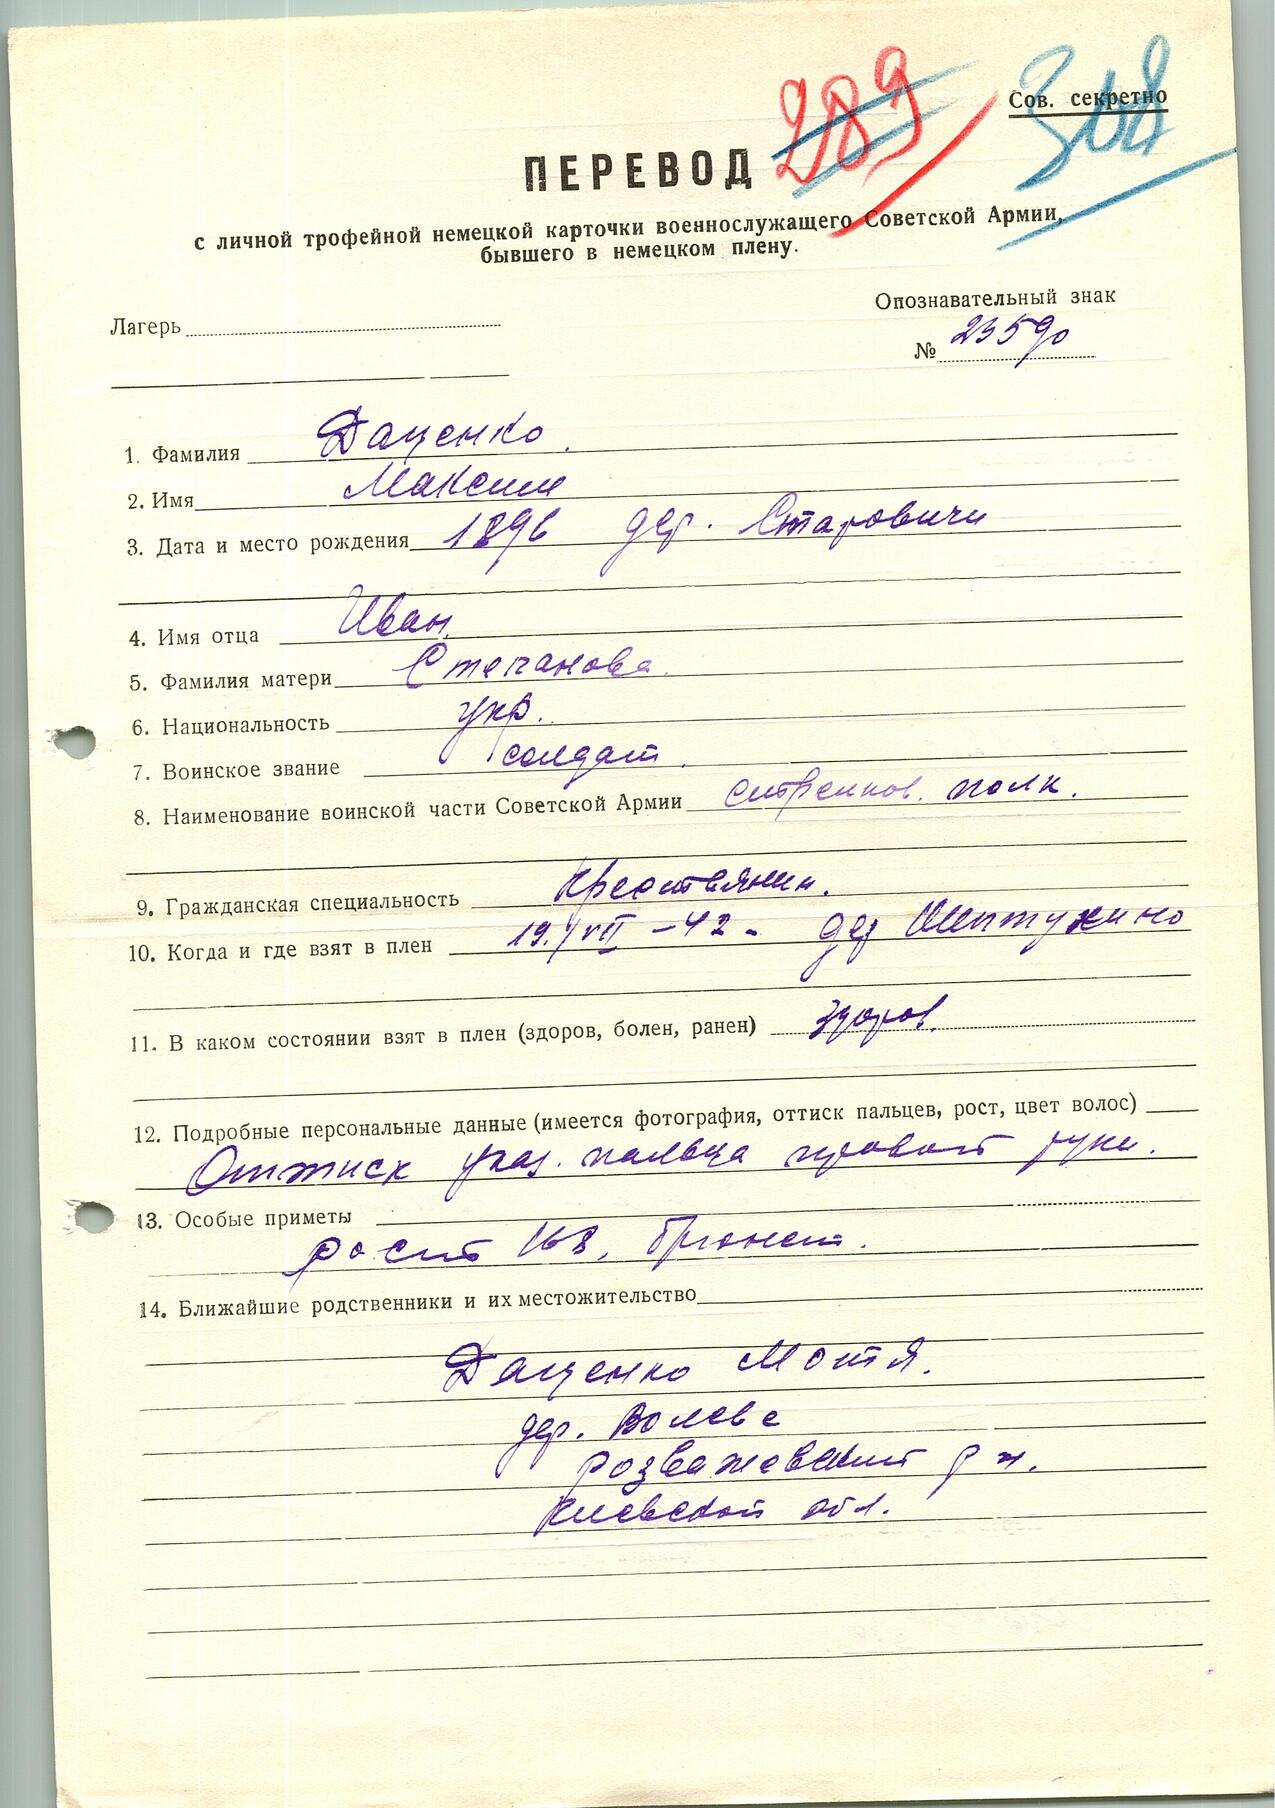 289 308
Сов. секретно
ПЕРЕВОД
с личной трофейной немецкой карточки военнослужащего Советской Армии,
бывшего в немецком плену.
Лагерь
Опознавательный знак
№ 23590
1. Фамилия Даценко.
2. Имя Максим
3. Дата и место рождения 1896 дер. Старовичи
4. Имя отца Иван
5. Фамилия матери Степанова
6. Национальность укр.
7. Воинское звание солдат.
8. Наименование воинской части Советской Армии стрелков. полк.
9. Гражданская специальность крестьянин.
10. Когда и где взят в плен 19. VII - 42 - дер
11. В каком состоянии взят в плен (здоров, болен, ранен) здоров.
12. Подробные персональные данные (имеется фотография, оттиск пальцев, рост, цвет волос)
Оттиск указ. пальца правой руки.
13. Особые приметы
рост 168, брюнет.
14. Ближайшие родственники и их местожительство
Даценко Мотя.
дер. Волева
розважевский р н.
Киевской обл.